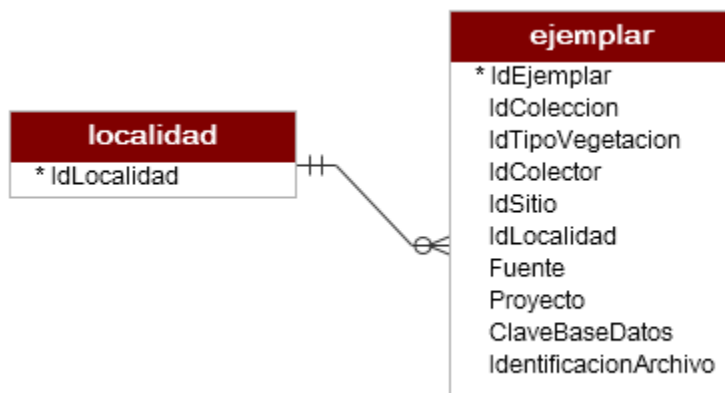 localidad
* IdLocalidad
ejemplar
* IdEjemplar
IdColeccion
IdTipoVegetacion
IdColector
IdSitio
IdLocalidad
Fuente
Proyecto
ClaveBaseDatos
IdentificacionArchivo